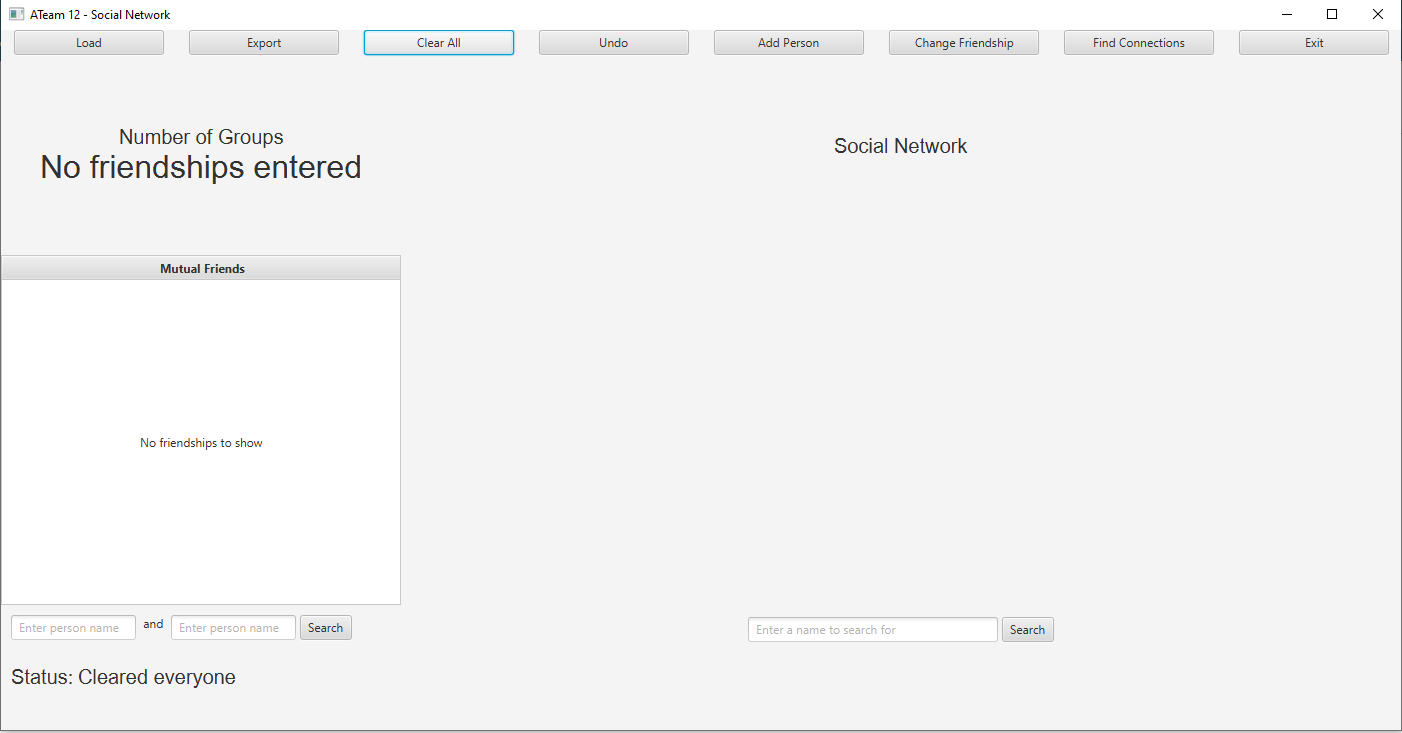 ATeam 12 - Social Network
Load Export Clear All Undo Add Person Change Friendship Find Connections Exit
Number of Groups
No friendships entered
Social Network
Mutual Friends
No friendships to show
Enter person name and Enter person name Search
Enter a name to search for Search
Status: Cleared everyone